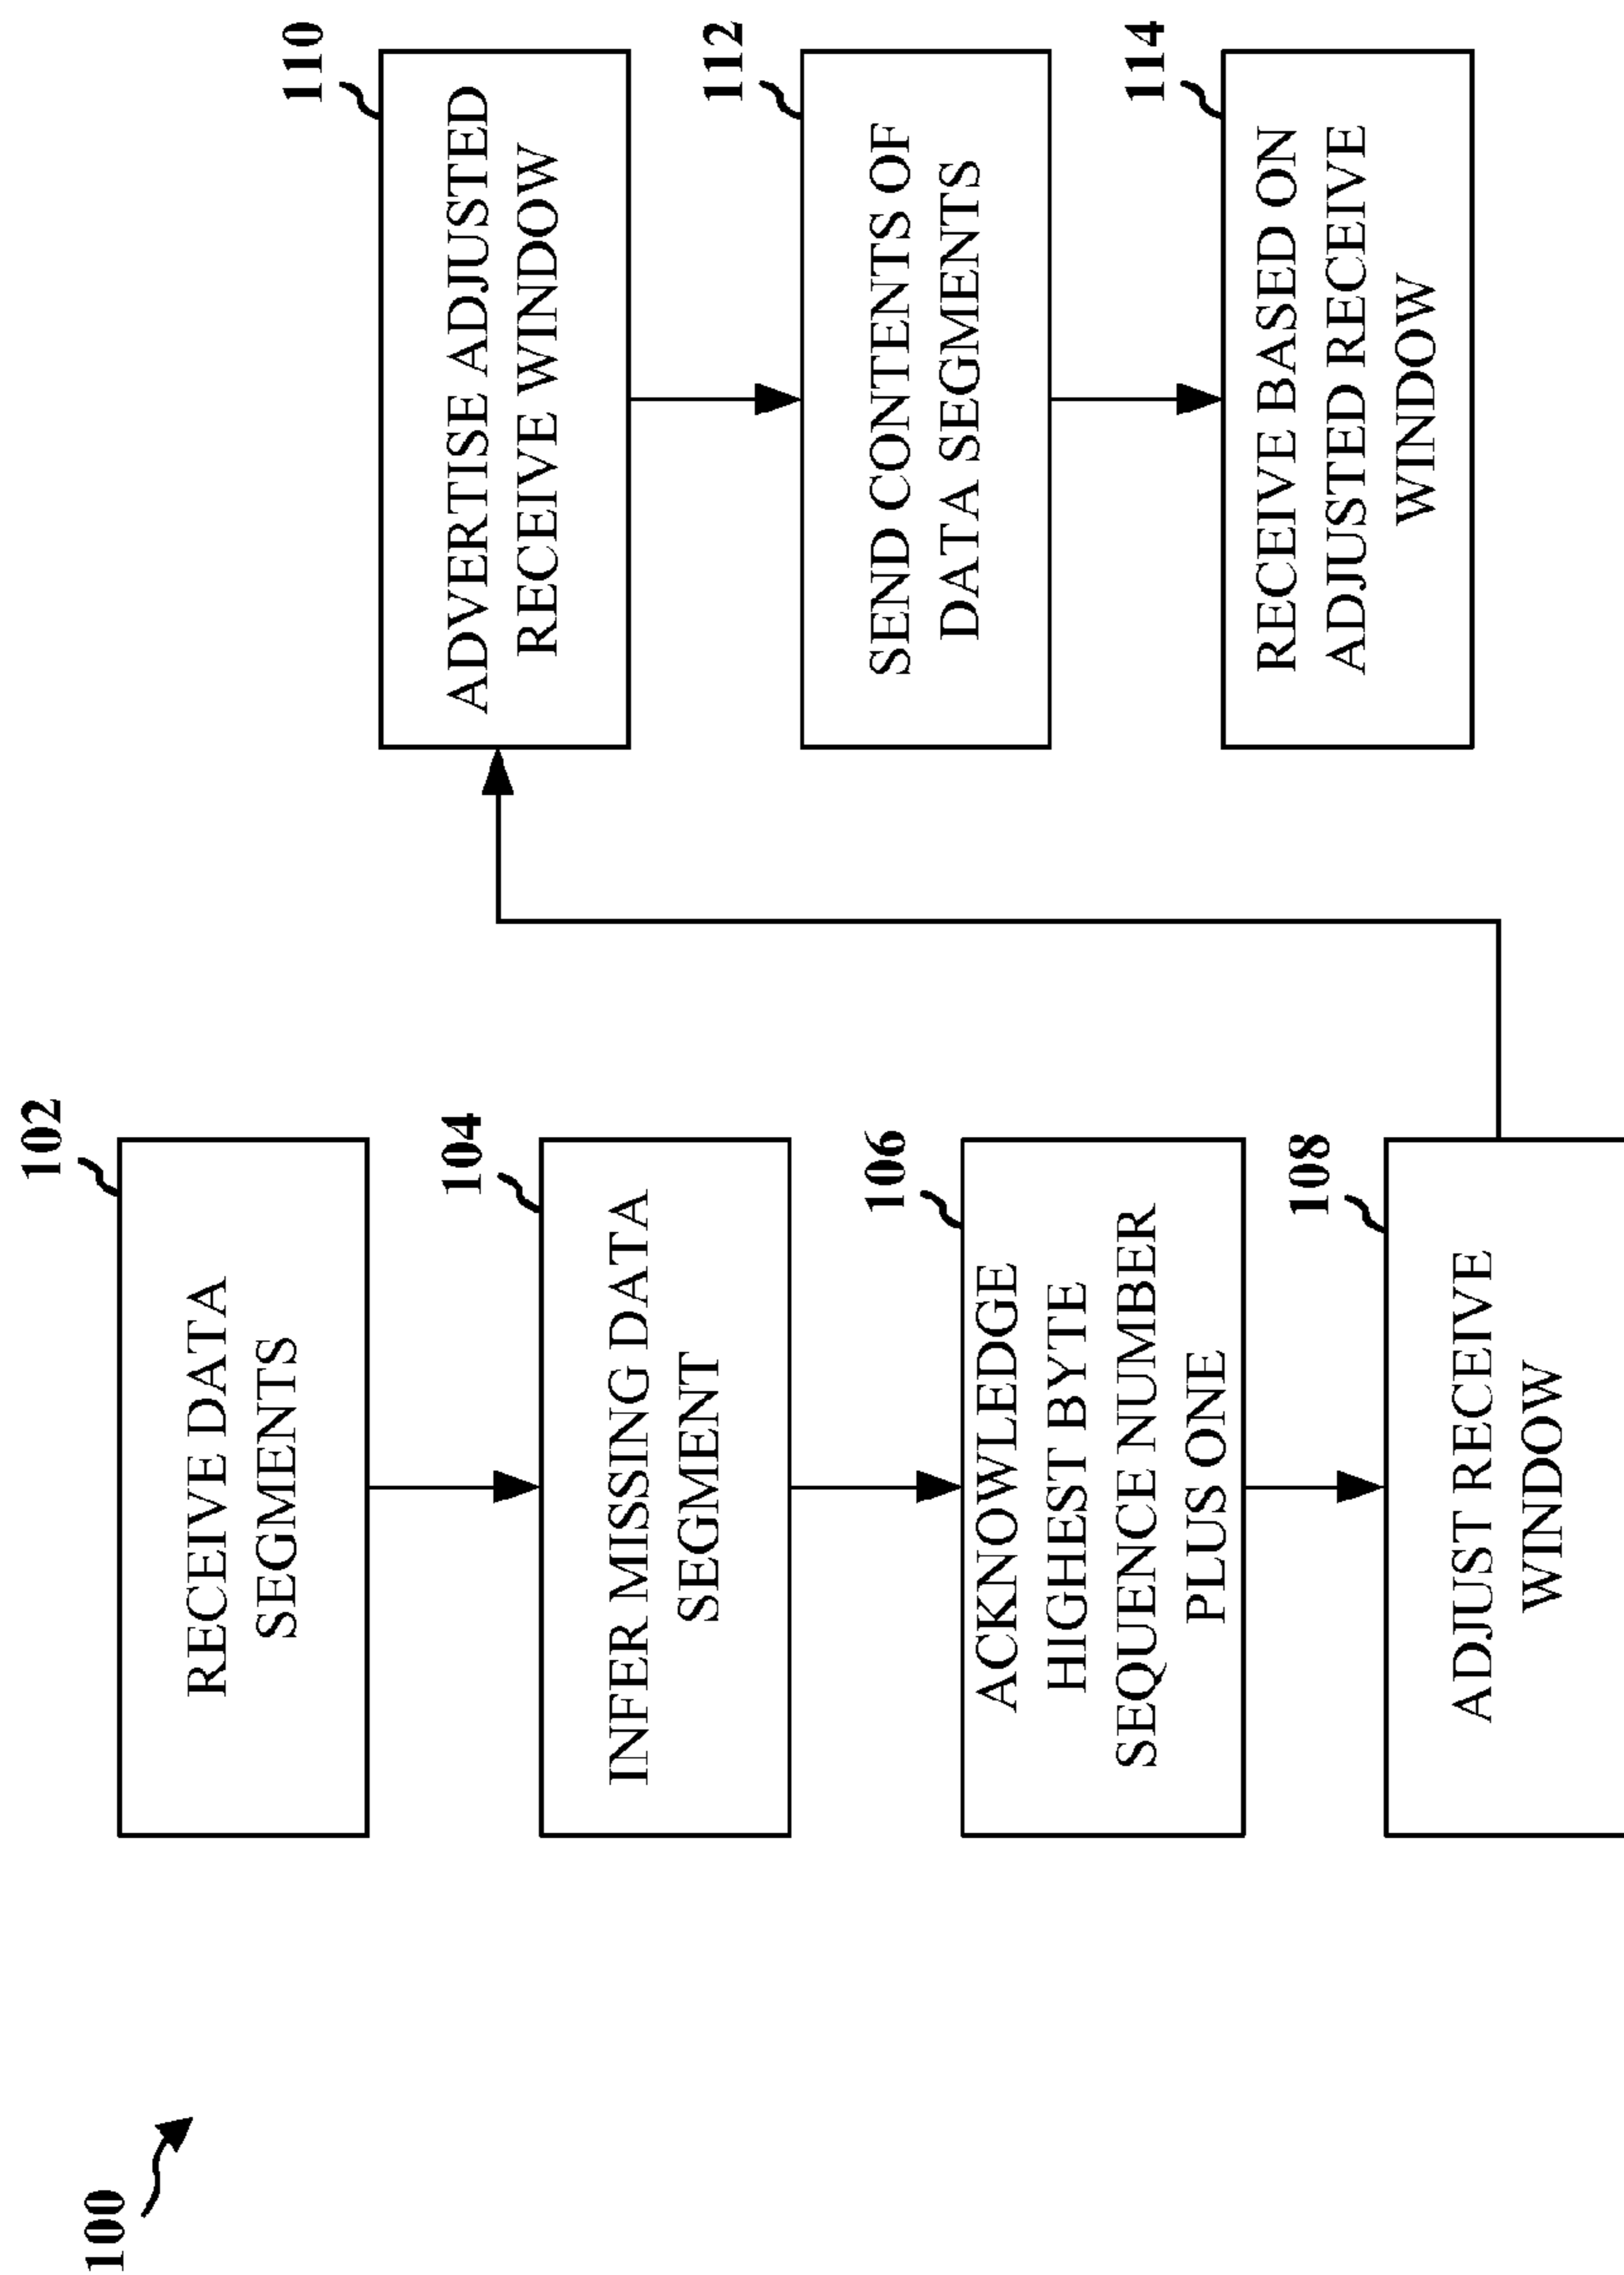 100
102
RECEIVE DATA
SEGMENTS
104
INFER MISSING DATA
SEGMENT
106
ACKNOWLEDGE
HIGHEST BYTE
SEQUENCE NUMBER
PLUS ONE
108
ADJUST RECEIVE
WINDOW
110
ADVERTISE ADJUSTED
RECEIVE WINDOW
112
SEND CONTENTS OF
DATA SEGMENTS
114
RECEIVE BASED ON
ADJUSTED RECEIVE
WINDOW